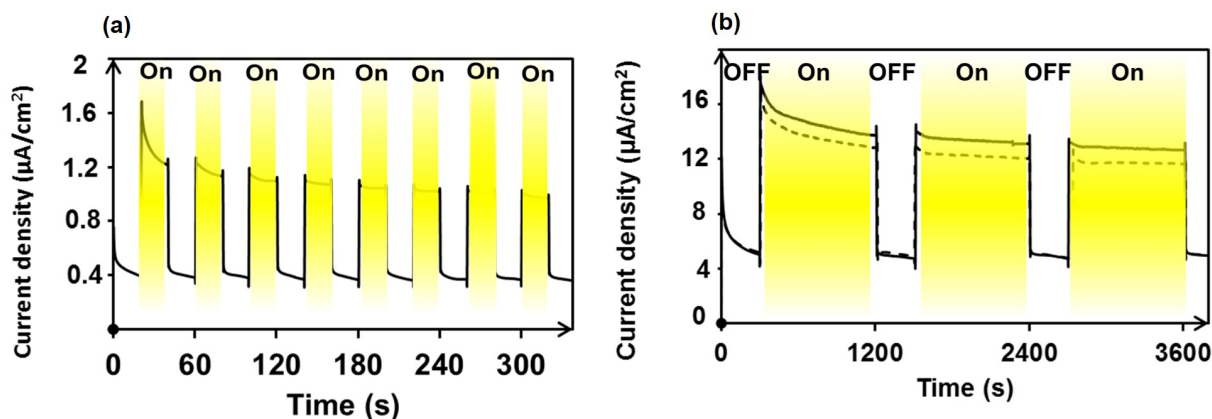 (a)
Current density (µA/cm²)
2
1.6
1.2
0.8
0.4
On On On On On On On On
0 60 120 180 240 300
Time (s)
(b)
Current density (µA/cm²)
16
12
8
4
0
OFF On OFF On OFF On
0 1200 2400 3600
Time (s)